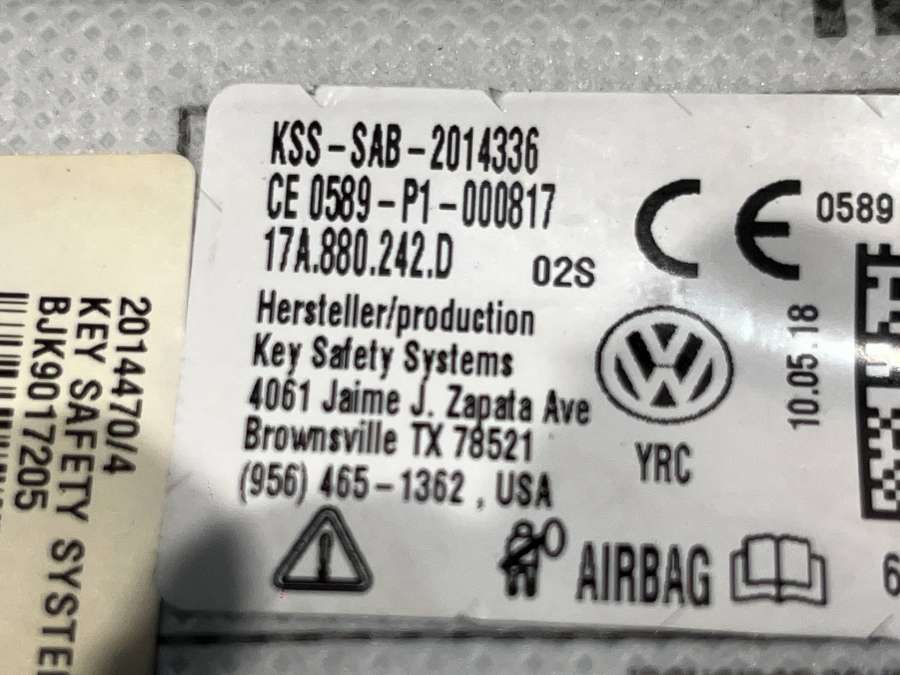 KSS-SAB-2014336
CE 0589-P1-000817
17A.880.242.D 02S
Hersteller/production
Key Safety Systems
4061 Jaime J. Zapata Ave
Brownsville TX 78521
(956) 465-1362 , USA
AIRBAG
CE 0589
VW
YRC
10.05.18
2014470/4
KEY SAFETY
BJK9017205